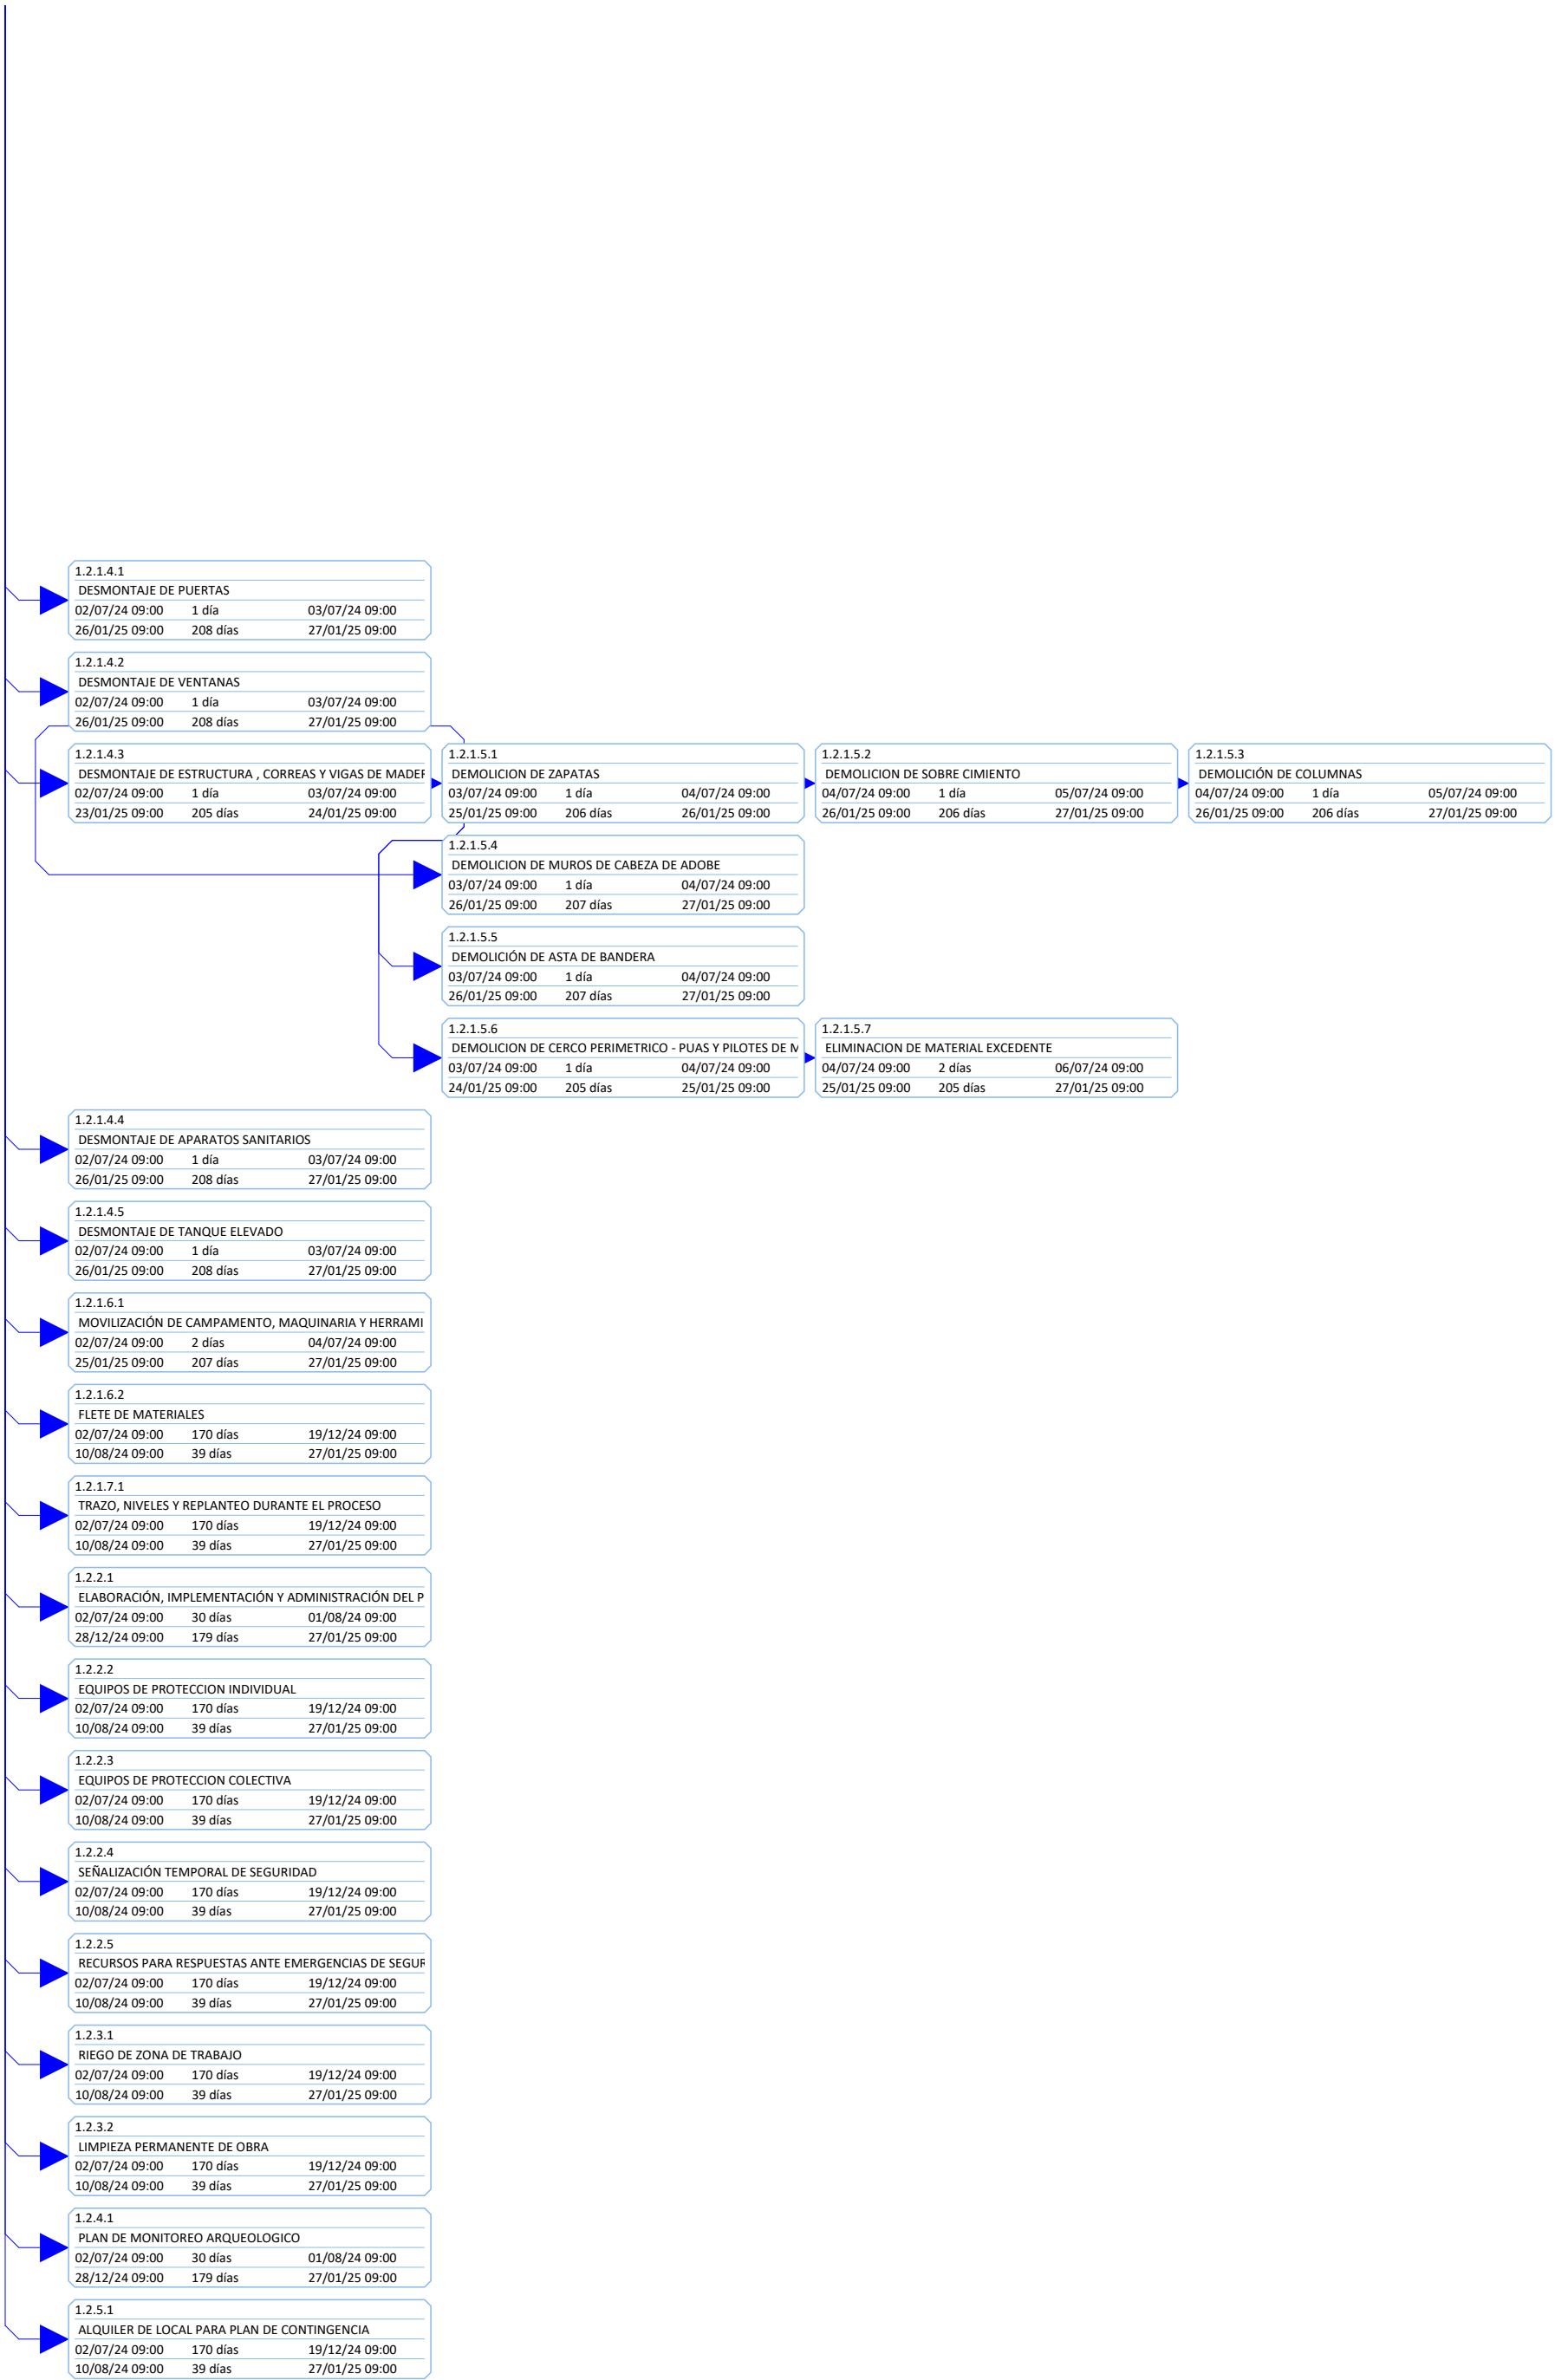 1.2.1.4.1
DESMONTAJE DE PUERTAS
02/07/24 09:00 1 día 03/07/24 09:00
26/01/25 09:00 208 días 27/01/25 09:00
1.2.1.4.2
DESMONTAJE DE VENTANAS
02/07/24 09:00 1 día 03/07/24 09:00
26/01/25 09:00 208 días 27/01/25 09:00
1.2.1.4.3
DESMONTAJE DE ESTRUCTURA , CORREAS Y VIGAS DE MADER
02/07/24 09:00 1 día 03/07/24 09:00
23/01/25 09:00 205 días 24/01/25 09:00
1.2.1.5.1
DEMOLICION DE ZAPATAS
03/07/24 09:00 1 día 04/07/24 09:00
25/01/25 09:00 206 días 26/01/25 09:00
1.2.1.5.2
DEMOLICION DE SOBRE CIMIENTO
04/07/24 09:00 1 día 05/07/24 09:00
26/01/25 09:00 206 días 27/01/25 09:00
1.2.1.5.3
DEMOLICIÓN DE COLUMNAS
04/07/24 09:00 1 día 05/07/24 09:00
26/01/25 09:00 206 días 27/01/25 09:00
1.2.1.5.4
DEMOLICION DE MUROS DE CABEZA DE ADOBE
03/07/24 09:00 1 día 04/07/24 09:00
26/01/25 09:00 207 días 27/01/25 09:00
1.2.1.5.5
DEMOLICIÓN DE ASTA DE BANDERA
03/07/24 09:00 1 día 04/07/24 09:00
26/01/25 09:00 207 días 27/01/25 09:00
1.2.1.5.6
DEMOLICION DE CERCO PERIMETRICO - PUAS Y PILOTES DE M
03/07/24 09:00 1 día 04/07/24 09:00
24/01/25 09:00 205 días 25/01/25 09:00
1.2.1.5.7
ELIMINACION DE MATERIAL EXCEDENTE
04/07/24 09:00 2 días 06/07/24 09:00
25/01/25 09:00 205 días 27/01/25 09:00
1.2.1.4.4
DESMONTAJE DE APARATOS SANITARIOS
02/07/24 09:00 1 día 03/07/24 09:00
26/01/25 09:00 208 días 27/01/25 09:00
1.2.1.4.5
DESMONTAJE DE TANQUE ELEVADO
02/07/24 09:00 1 día 03/07/24 09:00
26/01/25 09:00 208 días 27/01/25 09:00
1.2.1.6.1
MOVILIZACIÓN DE CAMPAMENTO, MAQUINARIA Y HERRAMI
02/07/24 09:00 2 días 04/07/24 09:00
25/01/25 09:00 207 días 27/01/25 09:00
1.2.1.6.2
FLETE DE MATERIALES
02/07/24 09:00 170 días 19/12/24 09:00
10/08/24 09:00 39 días 27/01/25 09:00
1.2.1.7.1
TRAZO, NIVELES Y REPLANTEO DURANTE EL PROCESO
02/07/24 09:00 170 días 19/12/24 09:00
10/08/24 09:00 39 días 27/01/25 09:00
1.2.2.1
ELABORACIÓN, IMPLEMENTACIÓN Y ADMINISTRACIÓN DEL P
02/07/24 09:00 30 días 01/08/24 09:00
28/12/24 09:00 179 días 27/01/25 09:00
1.2.2.2
EQUIPOS DE PROTECCION INDIVIDUAL
02/07/24 09:00 170 días 19/12/24 09:00
10/08/24 09:00 39 días 27/01/25 09:00
1.2.2.3
EQUIPOS DE PROTECCION COLECTIVA
02/07/24 09:00 170 días 19/12/24 09:00
10/08/24 09:00 39 días 27/01/25 09:00
1.2.2.4
SEÑALIZACIÓN TEMPORAL DE SEGURIDAD
02/07/24 09:00 170 días 19/12/24 09:00
10/08/24 09:00 39 días 27/01/25 09:00
1.2.2.5
RECURSOS PARA RESPUESTAS ANTE EMERGENCIAS DE SEGUR
02/07/24 09:00 170 días 19/12/24 09:00
10/08/24 09:00 39 días 27/01/25 09:00
1.2.3.1
RIEGO DE ZONA DE TRABAJO
02/07/24 09:00 170 días 19/12/24 09:00
10/08/24 09:00 39 días 27/01/25 09:00
1.2.3.2
LIMPIEZA PERMANENTE DE OBRA
02/07/24 09:00 170 días 19/12/24 09:00
10/08/24 09:00 39 días 27/01/25 09:00
1.2.4.1
PLAN DE MONITOREO ARQUEOLOGICO
02/07/24 09:00 30 días 01/08/24 09:00
28/12/24 09:00 179 días 27/01/25 09:00
1.2.5.1
ALQUILER DE LOCAL PARA PLAN DE CONTINGENCIA
02/07/24 09:00 170 días 19/12/24 09:00
10/08/24 09:00 39 días 27/01/25 09:00